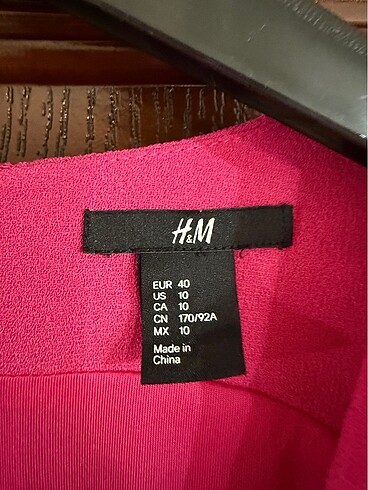 H&M
EUR 40
US 10
CA 10
CN 170/92A
MX 10
Made in
China